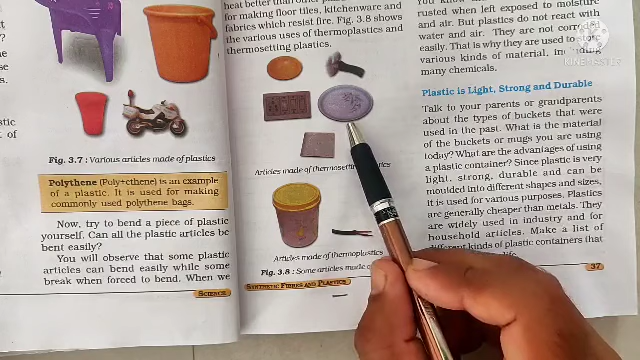 Fig. 3.7 : Various articles made of plastics
Polythene (Poly+cthene) is an example
of a plastic. It is used for making
commonly used polythene bags.
Now, try to bend a piece of plastic
yourself. Can all the plastic articles be
bent easily?
You will observe that some plastic
articles can bend easily while some
break when forced to bend. When we
SCIENCE
heat better than
for making floor tiles, kitchenware and
fabrics which resist fire. Fig. 3.8 shows
the various uses of thermoplastics and
thermosetting plastics.
Articles made of thermosetting plastics
Articles made of thermoplastics
Fig. 3.8 : Some articles made
SYNTHETIC FIBRES AND PLASTICS
rusted when left exposed to moisture
and air. But plastics do not react with
water and air. They are not corroded
easily. That is why they are used to store
various kinds of material, including
many chemicals.
Plastic is Light, Strong and Durable
Talk to your parents or grandparents
about the types of buckets that were
used in the past. What is the material
of the buckets or mugs you are using
today? What are the advantages of using
a plastic container? Since plastic is very
light, strong, durable and can be
moulded into different shapes and sizes,
it is used for various purposes. Plastics
are generally cheaper than metals. They
are widely used in industry and for
household articles. Make a list of
different kinds of plastic containers that
life.
37
KINEMASTER